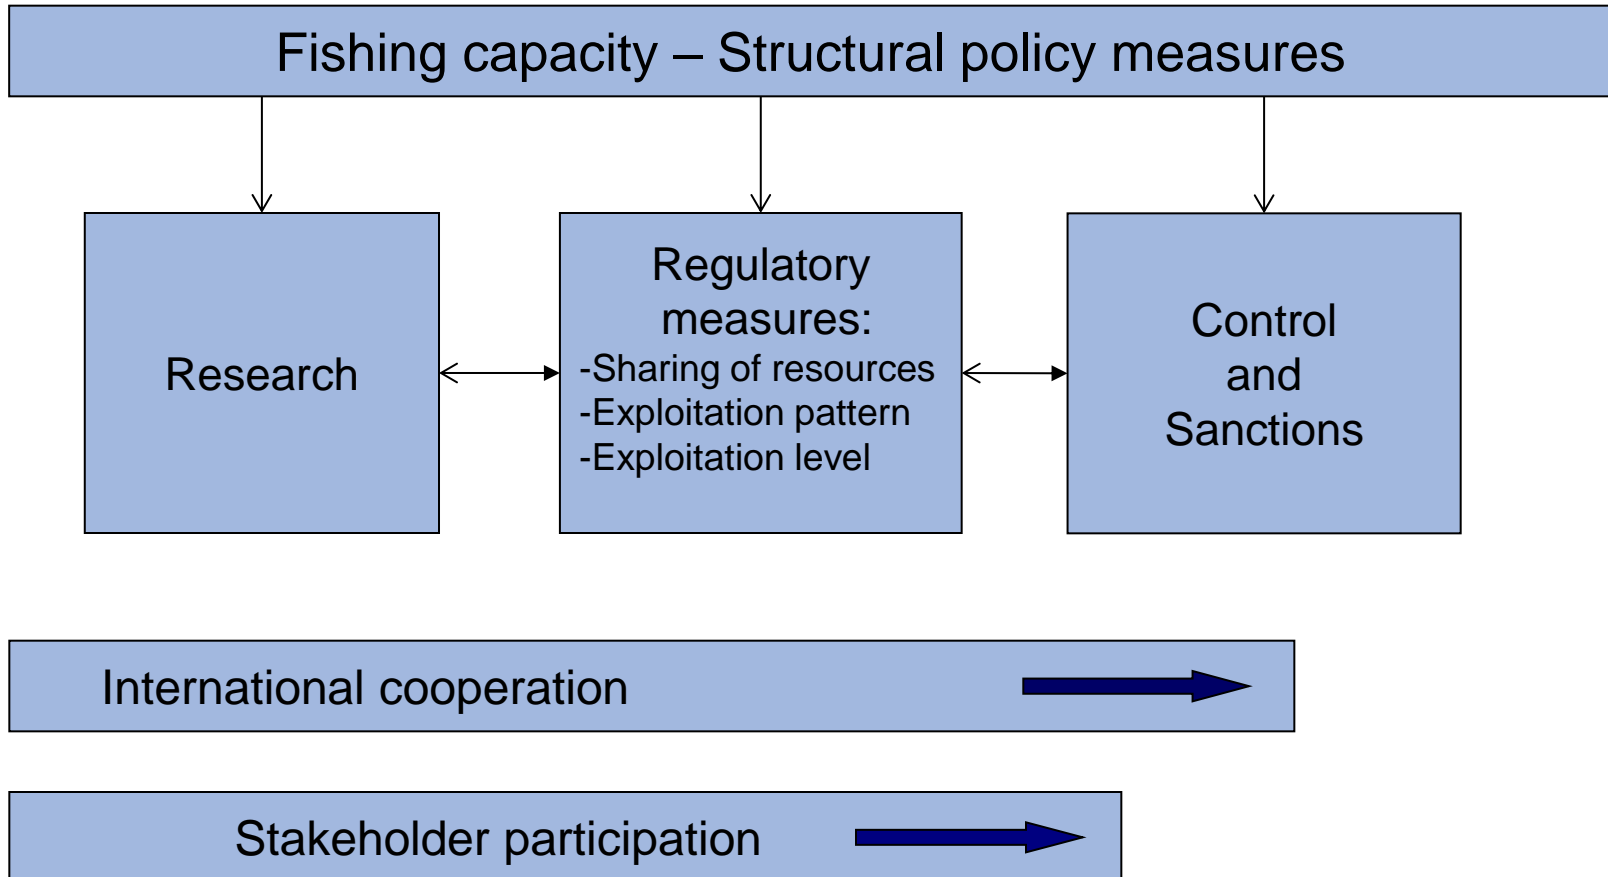 Fishing capacity – Structural policy measures
Research
Regulatory
measures:
-Sharing of resources
-Exploitation pattern
-Exploitation level
Control
and
Sanctions
International cooperation
Stakeholder participation